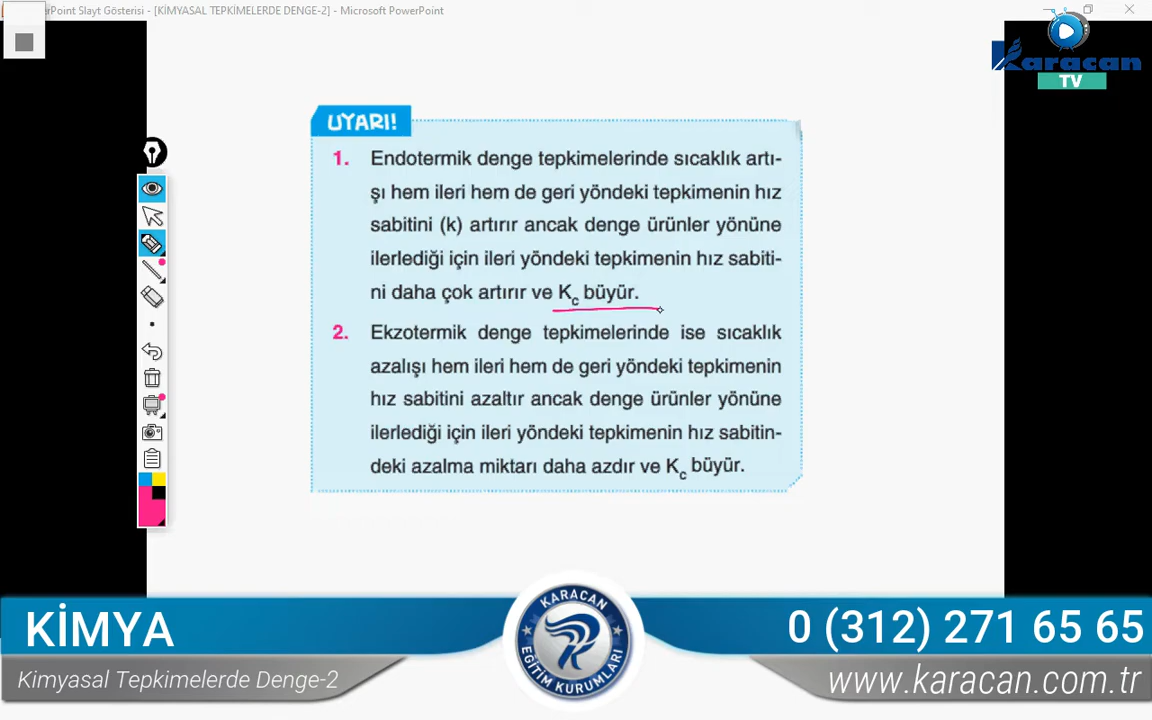 PowerPoint Slayt Gösterisi - [KİMYASAL TEPKİMELERDE DENGE-2] - Microsoft PowerPoint
Karacan
TV
UYARI!
1. Endotermik denge tepkimelerinde sıcaklık artı-
şı hem ileri hem de geri yöndeki tepkimenin hız
sabitini (k) artırır ancak denge ürünler yönüne
ilerlediği için ileri yöndeki tepkimenin hız sabiti-
ni daha çok artırır ve Kc büyür.
2. Ekzotermik denge tepkimelerinde ise sıcaklık
azalışı hem ileri hem de geri yöndeki tepkimenin
hız sabitini azaltır ancak denge ürünler yönüne
ilerlediği için ileri yöndeki tepkimenin hız sabitin-
deki azalma miktarı daha azdır ve Kc büyür.
KİMYA
Kimyasal Tepkimelerde Denge-2
KARACAN
EĞİTİM KURUMLARI
0 (312) 271 65 65
www.karacan.com.tr